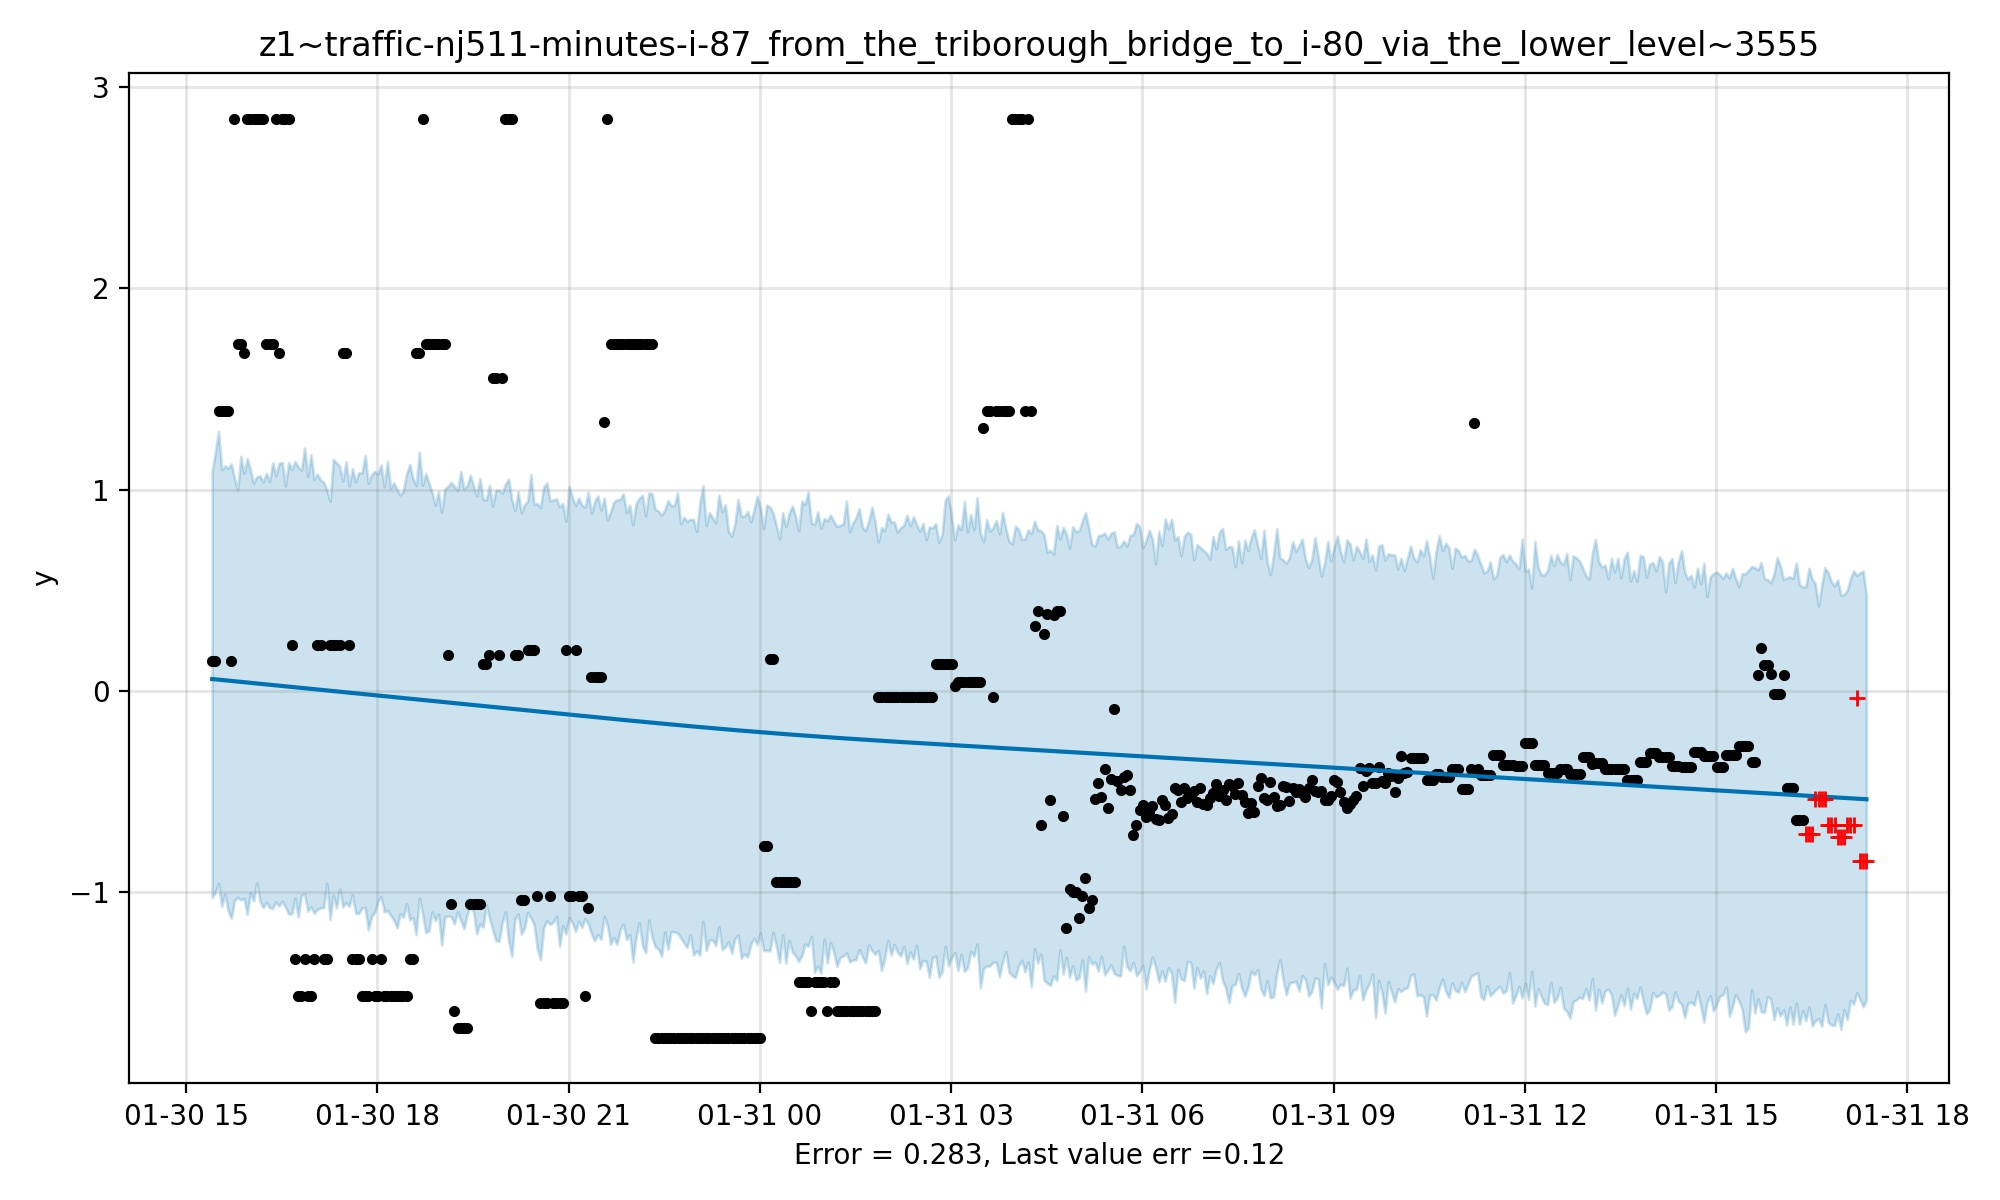 z1~traffic-nj511-minutes-i-87_from_the_triborough_bridge_to_i-80_via_the_lower_level~3555
3
2
1
0
−1
y
01-30 15 01-30 18 01-30 21 01-31 00 01-31 03 01-31 06 01-31 09 01-31 12 01-31 15 01-31 18
Error = 0.283, Last value err =0.12